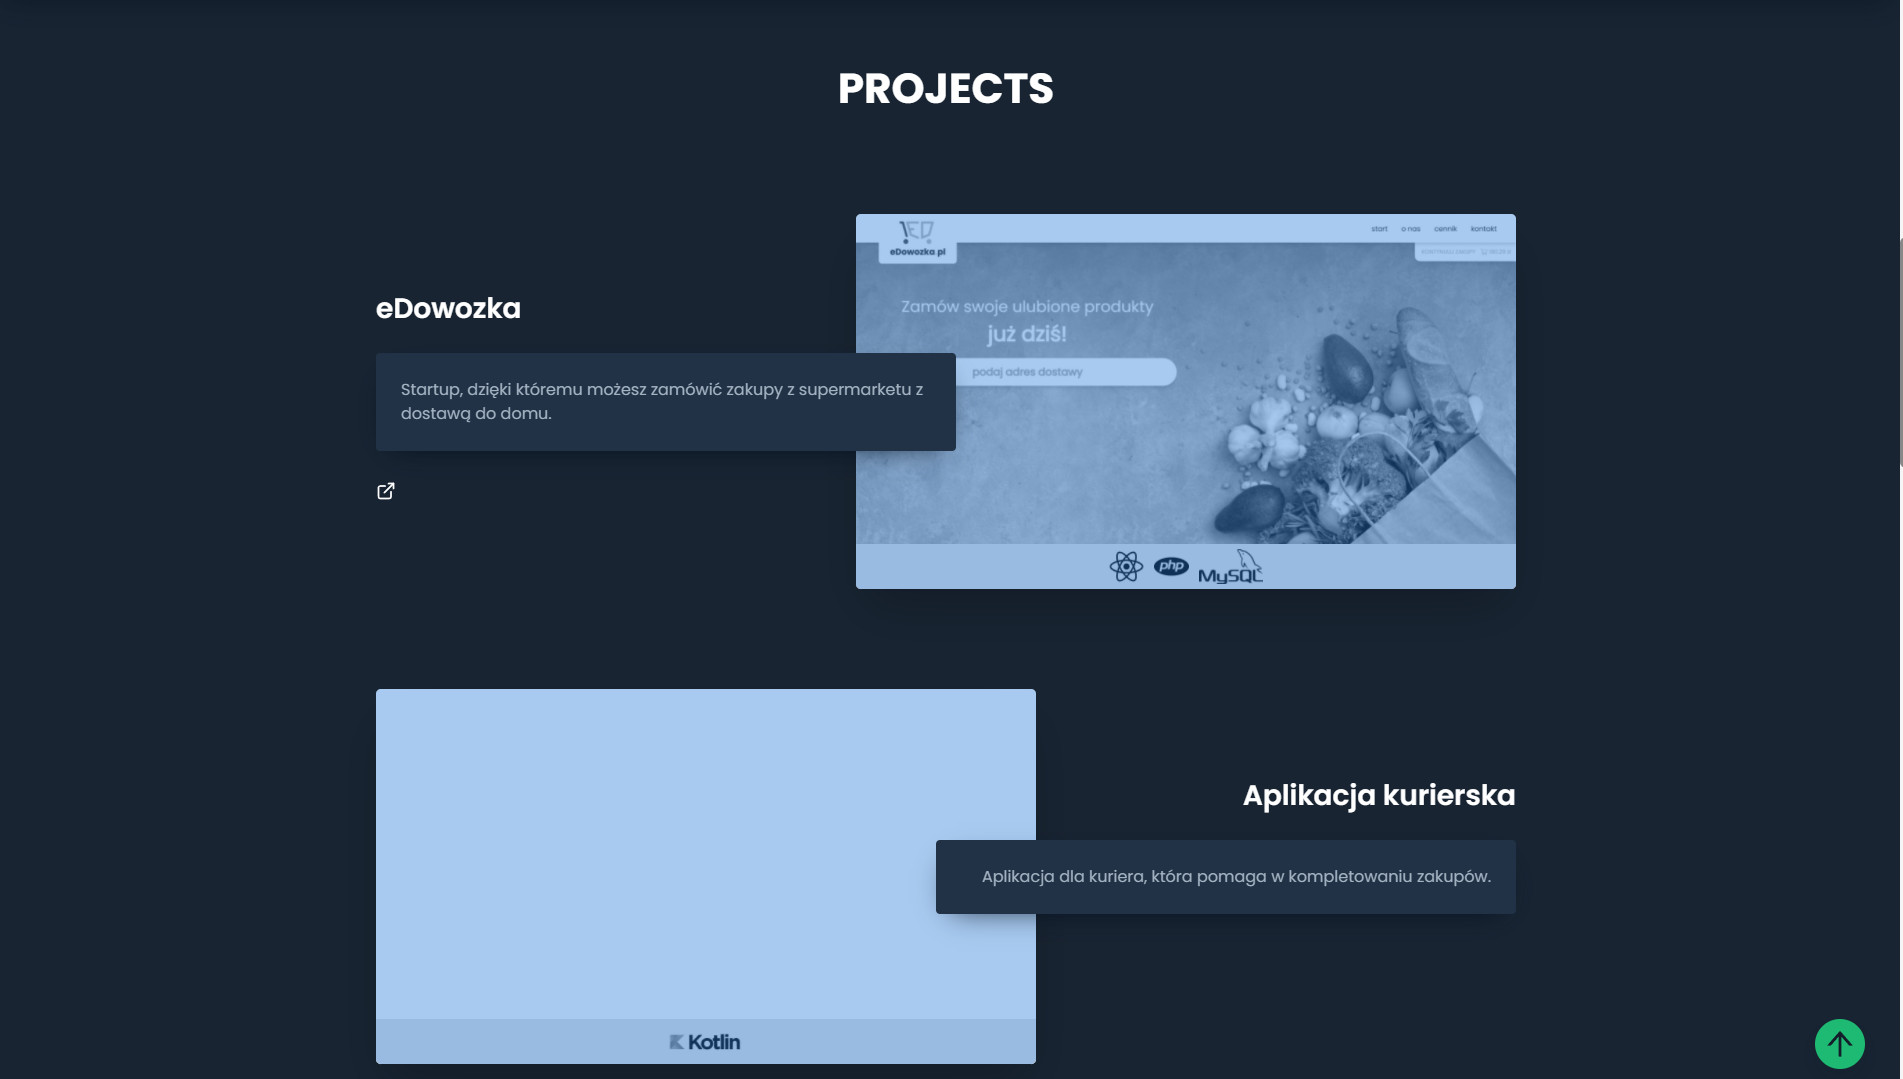 PROJECTS
eDowozka
Startup, dzięki któremu możesz zamówić zakupy z supermarketu z
dostawą do domu.
eDowozka.pl
start o nas cennik kontakt
Zamów swoje ulubione produkty
już dziś!
podaj adres dostawy
php
MySQL
Aplikacja kurierska
Aplikacja dla kuriera, która pomaga w kompletowaniu zakupów.
Kotlin